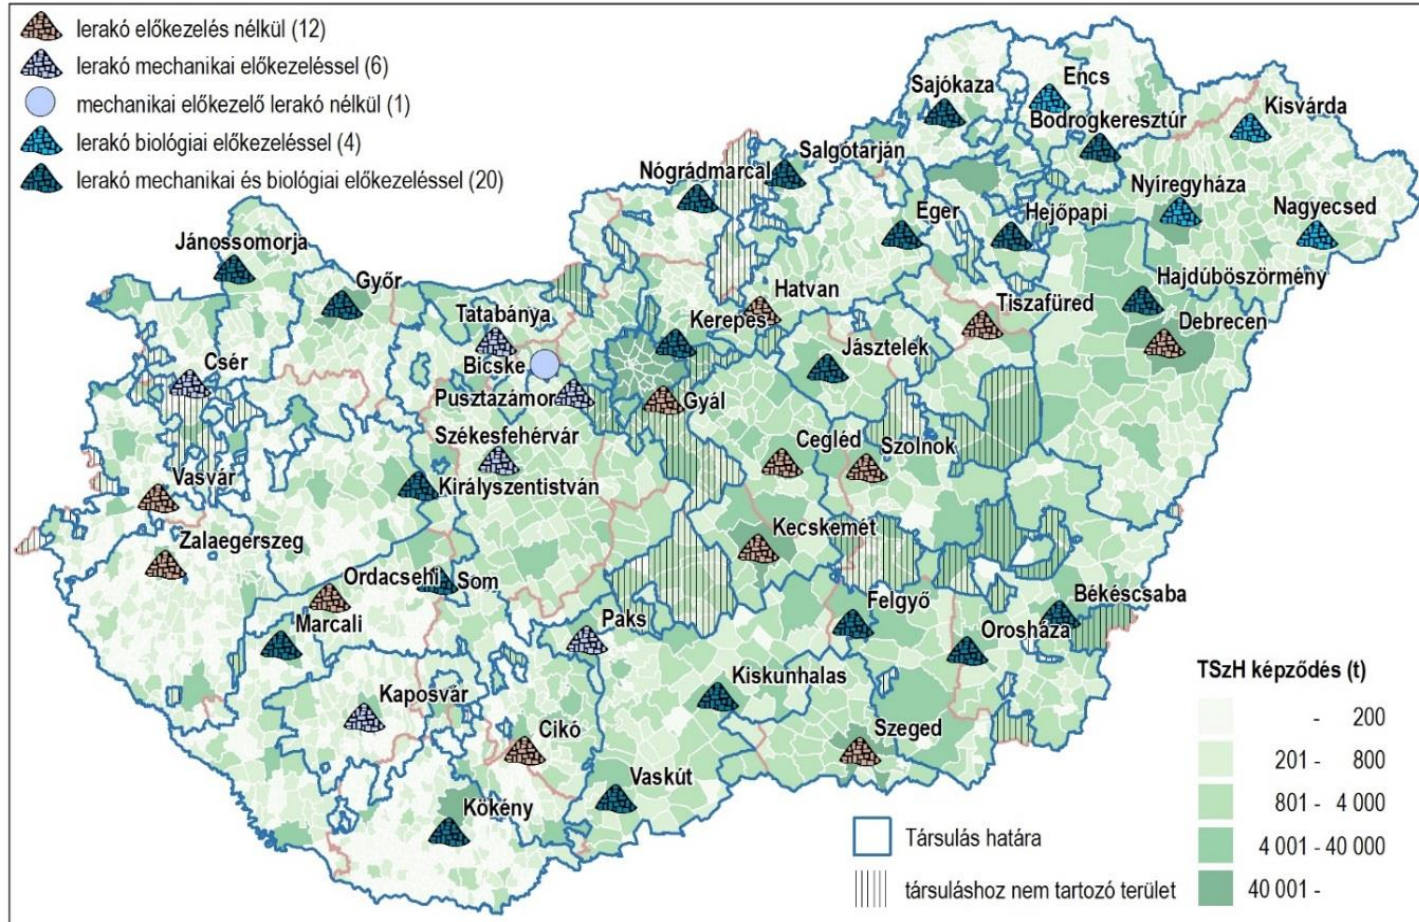 lerakó előkezelés nélkül (12)
lerakó mechanikai előkezeléssel (6)
mechanikai előkezelő lerakó nélkül (1)
lerakó biológiai előkezeléssel (4)
lerakó mechanikai és biológiai előkezeléssel (20)
Sajókaza
Encs
Bodrogkeresztúr
Kisvárda
Nógrádmarcal
Salgótarján
Eger
Hejőpapi
Nyíregyháza
Nagyecsed
Jánossomorja
Győr
Hajdúböszörmény
Tatabánya
Hatvan
Tiszafüred
Debrecen
Kerepes
Csér
Bicske
Jásztelek
Pusztazámor
Gyál
Székesfehérvár
Cegléd
Szolnok
Vasvár
Királyszentistván
Kecskemét
Zalaegerszeg
Ordacsehi
Som
Marcali
Paks
Felgyő
Békéscsaba
Orosháza
Kaposvár
Kiskunhalas
Cikó
Szeged
Vaskút
Kökény
TSzH képződés (t)
- 200
201 - 800
801 - 4 000
4 001 - 40 000
40 001 -
Társulás határa
társuláshoz nem tartozó terület